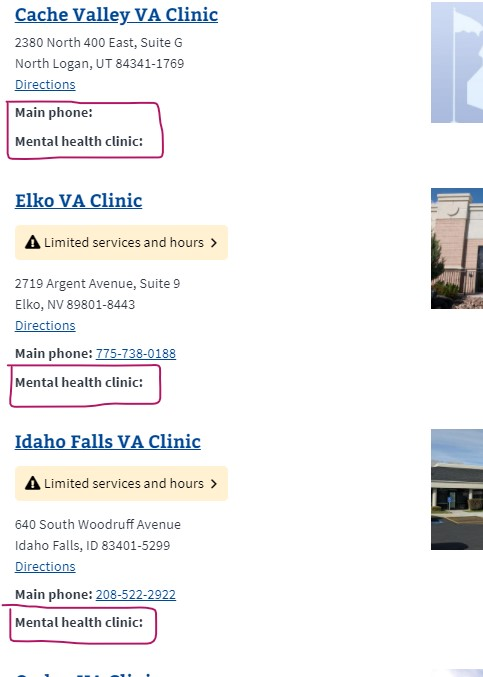 Cache Valley VA Clinic
2380 North 400 East, Suite G
North Logan, UT 84341-1769
Directions
Main phone:
Mental health clinic:
Elko VA Clinic
Limited services and hours
2719 Argent Avenue, Suite 9
Elko, NV 89801-8443
Directions
Main phone: 775-738-0188
Mental health clinic:
Idaho Falls VA Clinic
Limited services and hours
640 South Woodruff Avenue
Idaho Falls, ID 83401-5299
Directions
Main phone: 208-522-2922
Mental health clinic: